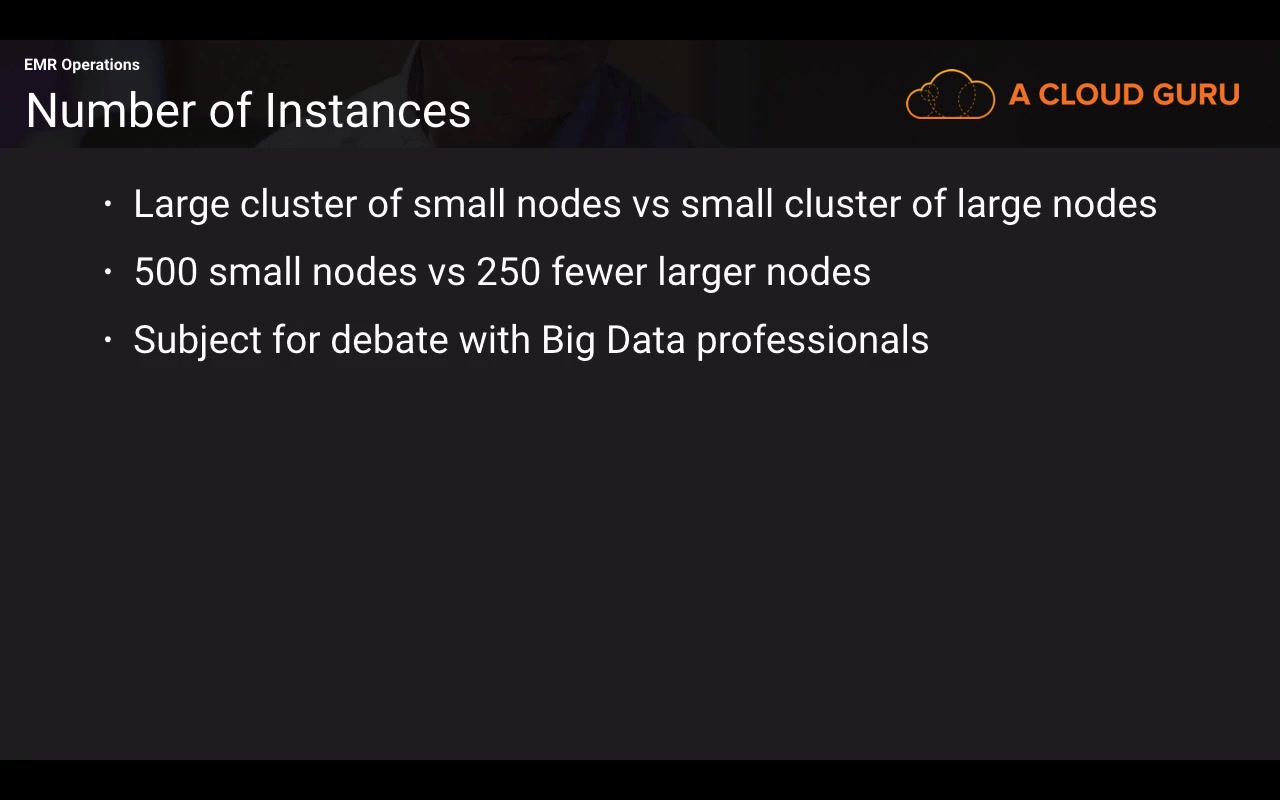 EMR Operations
Number of Instances
A CLOUD GURU
• Large cluster of small nodes vs small cluster of large nodes
• 500 small nodes vs 250 fewer larger nodes
• Subject for debate with Big Data professionals